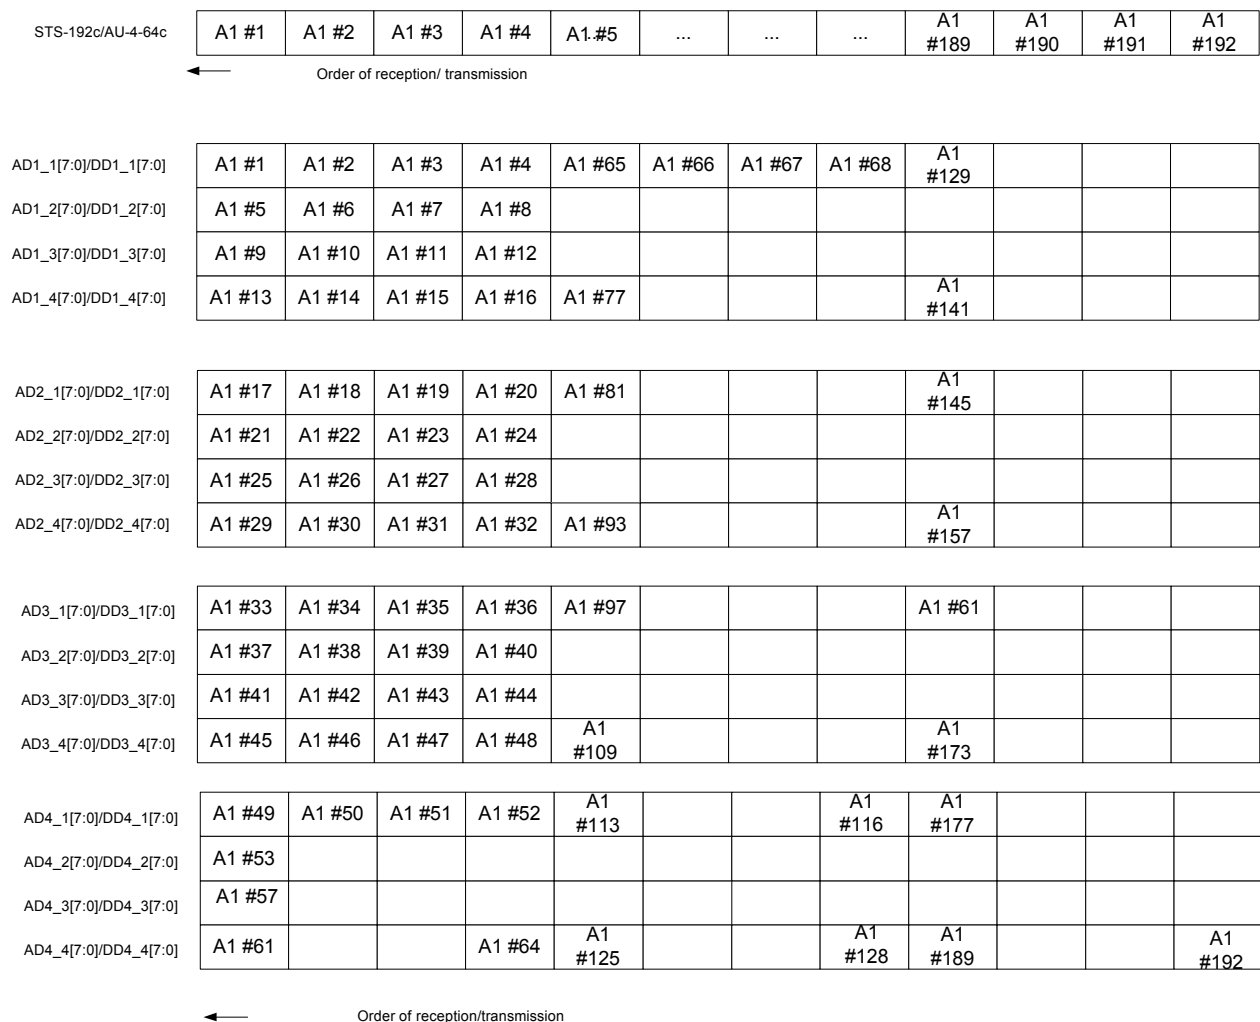 STS-192c/AU-4-64c A1 #1 A1 #2 A1 #3 A1 #4 A1..#5 ... ... ... A1 #189 A1 #190 A1 #191 A1 #192
Order of reception/ transmission
AD1_1[7:0]/DD1_1[7:0] A1 #1 A1 #2 A1 #3 A1 #4 A1 #65 A1 #66 A1 #67 A1 #68 A1 #129
AD1_2[7:0]/DD1_2[7:0] A1 #5 A1 #6 A1 #7 A1 #8
AD1_3[7:0]/DD1_3[7:0] A1 #9 A1 #10 A1 #11 A1 #12
AD1_4[7:0]/DD1_4[7:0] A1 #13 A1 #14 A1 #15 A1 #16 A1 #77 A1 #141
AD2_1[7:0]/DD2_1[7:0] A1 #17 A1 #18 A1 #19 A1 #20 A1 #81 A1 #145
AD2_2[7:0]/DD2_2[7:0] A1 #21 A1 #22 A1 #23 A1 #24
AD2_3[7:0]/DD2_3[7:0] A1 #25 A1 #26 A1 #27 A1 #28
AD2_4[7:0]/DD2_4[7:0] A1 #29 A1 #30 A1 #31 A1 #32 A1 #93 A1 #157
AD3_1[7:0]/DD3_1[7:0] A1 #33 A1 #34 A1 #35 A1 #36 A1 #97 A1 #61
AD3_2[7:0]/DD3_2[7:0] A1 #37 A1 #38 A1 #39 A1 #40
AD3_3[7:0]/DD3_3[7:0] A1 #41 A1 #42 A1 #43 A1 #44
AD3_4[7:0]/DD3_4[7:0] A1 #45 A1 #46 A1 #47 A1 #48 A1 #109 A1 #173
AD4_1[7:0]/DD4_1[7:0] A1 #49 A1 #50 A1 #51 A1 #52 A1 #113 A1 #116 A1 #177
AD4_2[7:0]/DD4_2[7:0] A1 #53
AD4_3[7:0]/DD4_3[7:0] A1 #57
AD4_4[7:0]/DD4_4[7:0] A1 #61 A1 #64 A1 #125 A1 #128 A1 #189 A1 #192
Order of reception/transmission